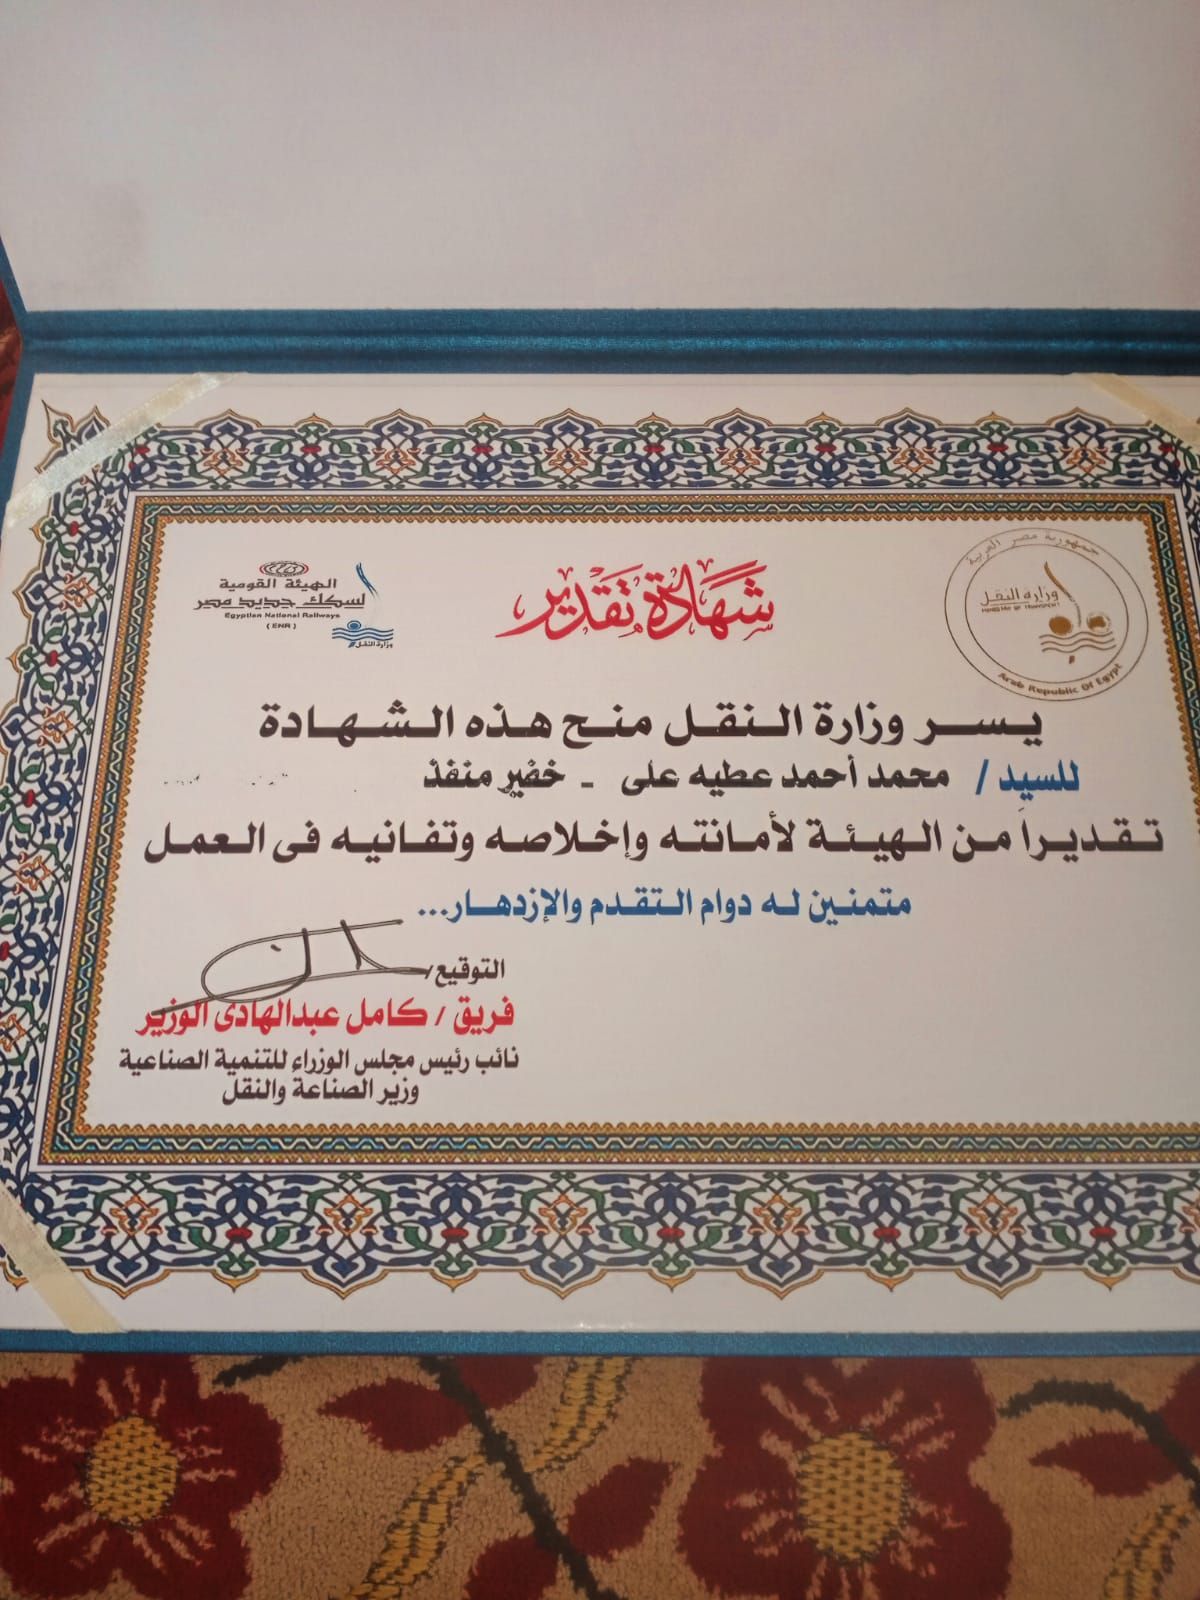 شهادة تقدير
الهيئة القومية
لسكك حديد مصر
Egyptian National Railways
( ENR )
وزارة النقل
جمهورية مصر العربية
وزارة النقل
MINISTRY OF TRANSPORT
Arab Republic Of Egypt
يسر وزارة النقل منح هذه الشهادة
للسيد / محمد أحمد عطيه على - خفير منفذ
تقديراً من الهيئة لأمانته وإخلاصه وتفانيه فى العمل
متمنين له دوام التقدم والإزدهار...
التوقيع/
فريق / كامل عبدالهادى الوزير
نائب رئيس مجلس الوزراء للتنمية الصناعية
وزير الصناعة والنقل